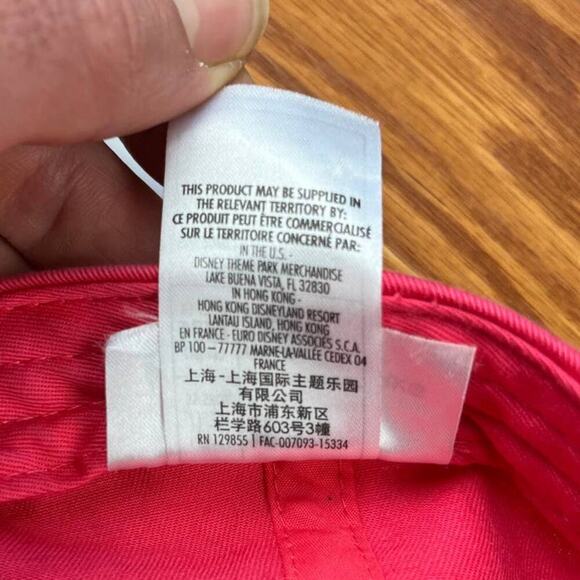 THIS PRODUCT MAY BE SUPPLIED IN
THE RELEVANT TERRITORY BY:
CE PRODUIT PEUT ÊTRE COMMERCIALISÉ
SUR LE TERRITOIRE CONCERNÉ PAR:
IN THE U.S. -
DISNEY THEME PARK MERCHANDISE
LAKE BUENA VISTA, FL 32830
IN HONG KONG -
HONG KONG DISNEYLAND RESORT
LANTAU ISLAND, HONG KONG
EN FRANCE - EURO DISNEY ASSOCIÉS S.C.A.
BP 100 - 77777 MARNE-LA-VALLÉE CEDEX 04
FRANCE
上海-上海国际主题乐园
有限公司
上海市浦东新区
栏学路603号3幢
RN 129855 | FAC-007093-15334